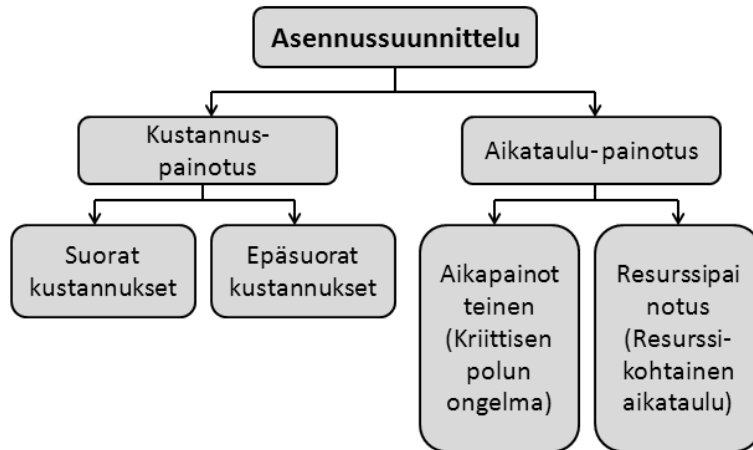 Asennussuunnittelu
Kustannus-
painotus
Aikataulu-painotus
Suorat
kustannukset
Epäsuorat
kustannukset
Aikapainot
teinen
(Kriittisen
polun
ongelma)
Resurssipai
notus
(Resurssi-
kohtainen
aikataulu)